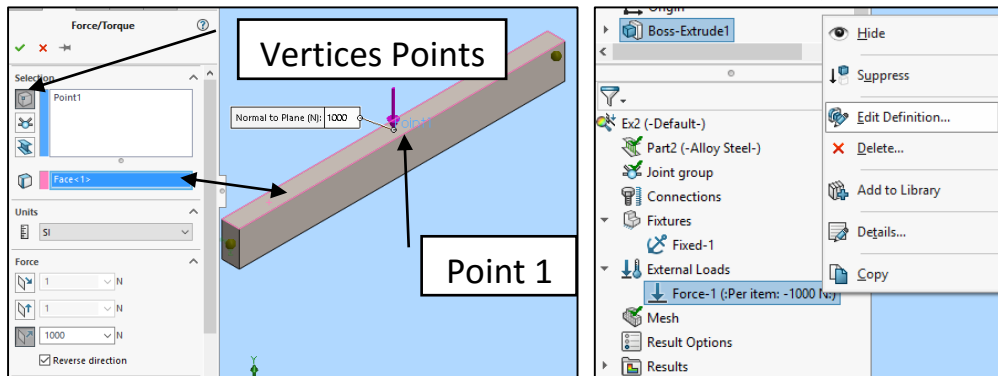 Force/Torque
Selection
Point1
Face<1>
Units
SI
Force
1 N
1 N
1000 N
Reverse direction
Vertices Points
Normal to Plane (N): 1000
Point 1
Y
Boss-Extrude1
Ex2 (-Default-)
Part2 (-Alloy Steel-)
Joint group
Connections
Fixtures
Fixed-1
External Loads
Force-1 (:Per item: -1000 N:)
Mesh
Result Options
Results
Hide
Suppress
Edit Definition...
Delete...
Add to Library
Details...
Copy